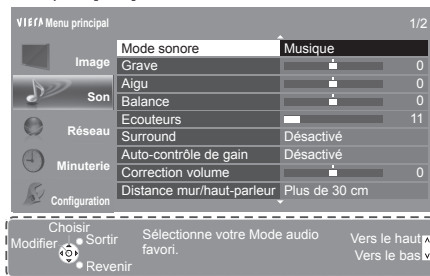 VIErA Menu principal 1/2
Image
Son
Réseau
Minuterie
Configuration
Mode sonore Musique
Grave 0
Aigu 0
Balance 0
Ecouteurs 11
Surround Désactivé
Auto-contrôle de gain Désactivé
Correction volume 0
Distance mur/haut-parleur Plus de 30 cm
Choisir
Modifier Sortir
Revenir
Sélectionne votre Mode audio
favori.
Vers le haut
Vers le bas